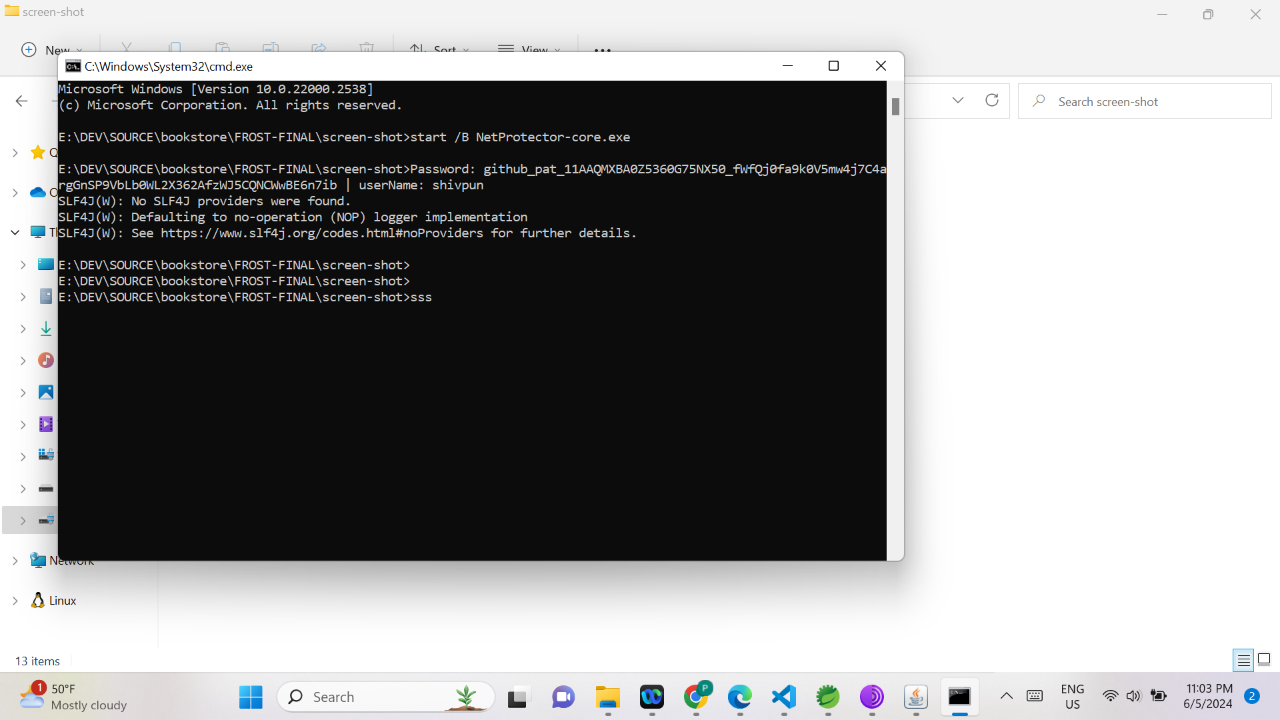 screen-shot
New
Sort
View
C:\Windows\System32\cmd.exe
Microsoft Windows [Version 10.0.22000.2538]
(c) Microsoft Corporation. All rights reserved.
E:\DEV\SOURCE\bookstore\FROST-FINAL\screen-shot>start /B NetProtector-core.exe
E:\DEV\SOURCE\bookstore\FROST-FINAL\screen-shot>Password: github_pat_11AAQMXBA0Z5360G75NX50_fWfQj0fa9k0V5mw4j7C4a
rgGnSP9VbLb0WL2X362AfzWJ5CQNCWwBE6n7ib | userName: shivpun
SLF4J(W): No SLF4J providers were found.
SLF4J(W): Defaulting to no-operation (NOP) logger implementation
SLF4J(W): See https://www.slf4j.org/codes.html#noProviders for further details.
E:\DEV\SOURCE\bookstore\FROST-FINAL\screen-shot>
E:\DEV\SOURCE\bookstore\FROST-FINAL\screen-shot>
E:\DEV\SOURCE\bookstore\FROST-FINAL\screen-shot>sss
Search screen-shot
Network
Linux
13 items
1
50°F
Mostly cloudy
Search
P
ENG
US
11:03 PM
6/5/2024
2